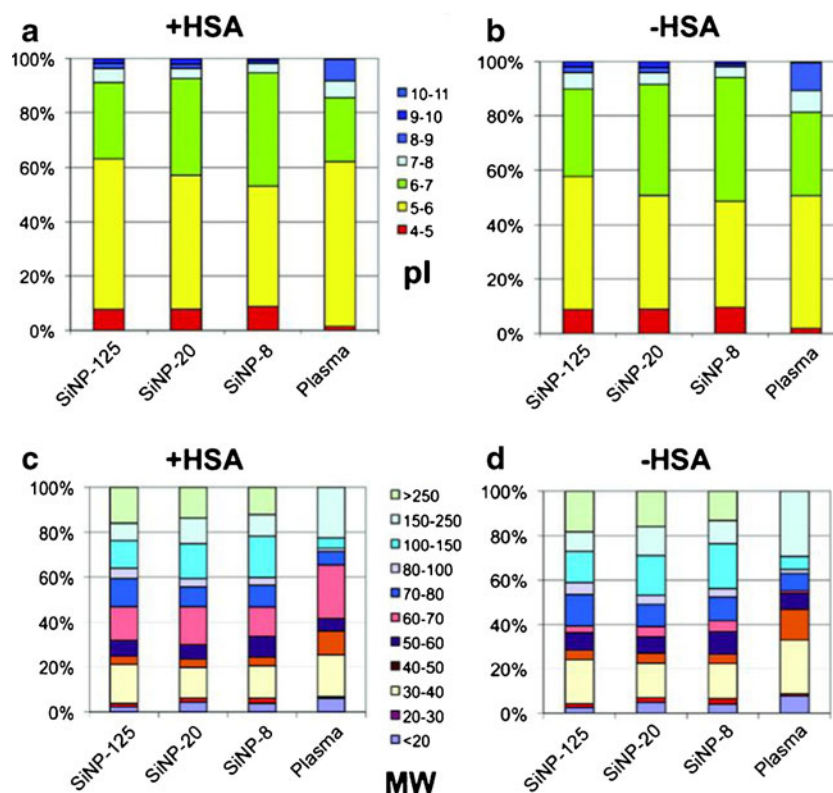 a
+HSA
100%
80%
60%
40%
20%
0%
SiNP-125
SiNP-20
SiNP-8
Plasma
10-11
9-10
8-9
7-8
6-7
5-6
4-5
pI
b
-HSA
100%
80%
60%
40%
20%
0%
SiNP-125
SiNP-20
SiNP-8
Plasma
c
+HSA
100%
80%
60%
40%
20%
0%
SiNP-125
SiNP-20
SiNP-8
Plasma
>250
150-250
100-150
80-100
70-80
60-70
50-60
40-50
30-40
20-30
<20
MW
d
-HSA
100%
80%
60%
40%
20%
0%
SiNP-125
SiNP-20
SiNP-8
Plasma